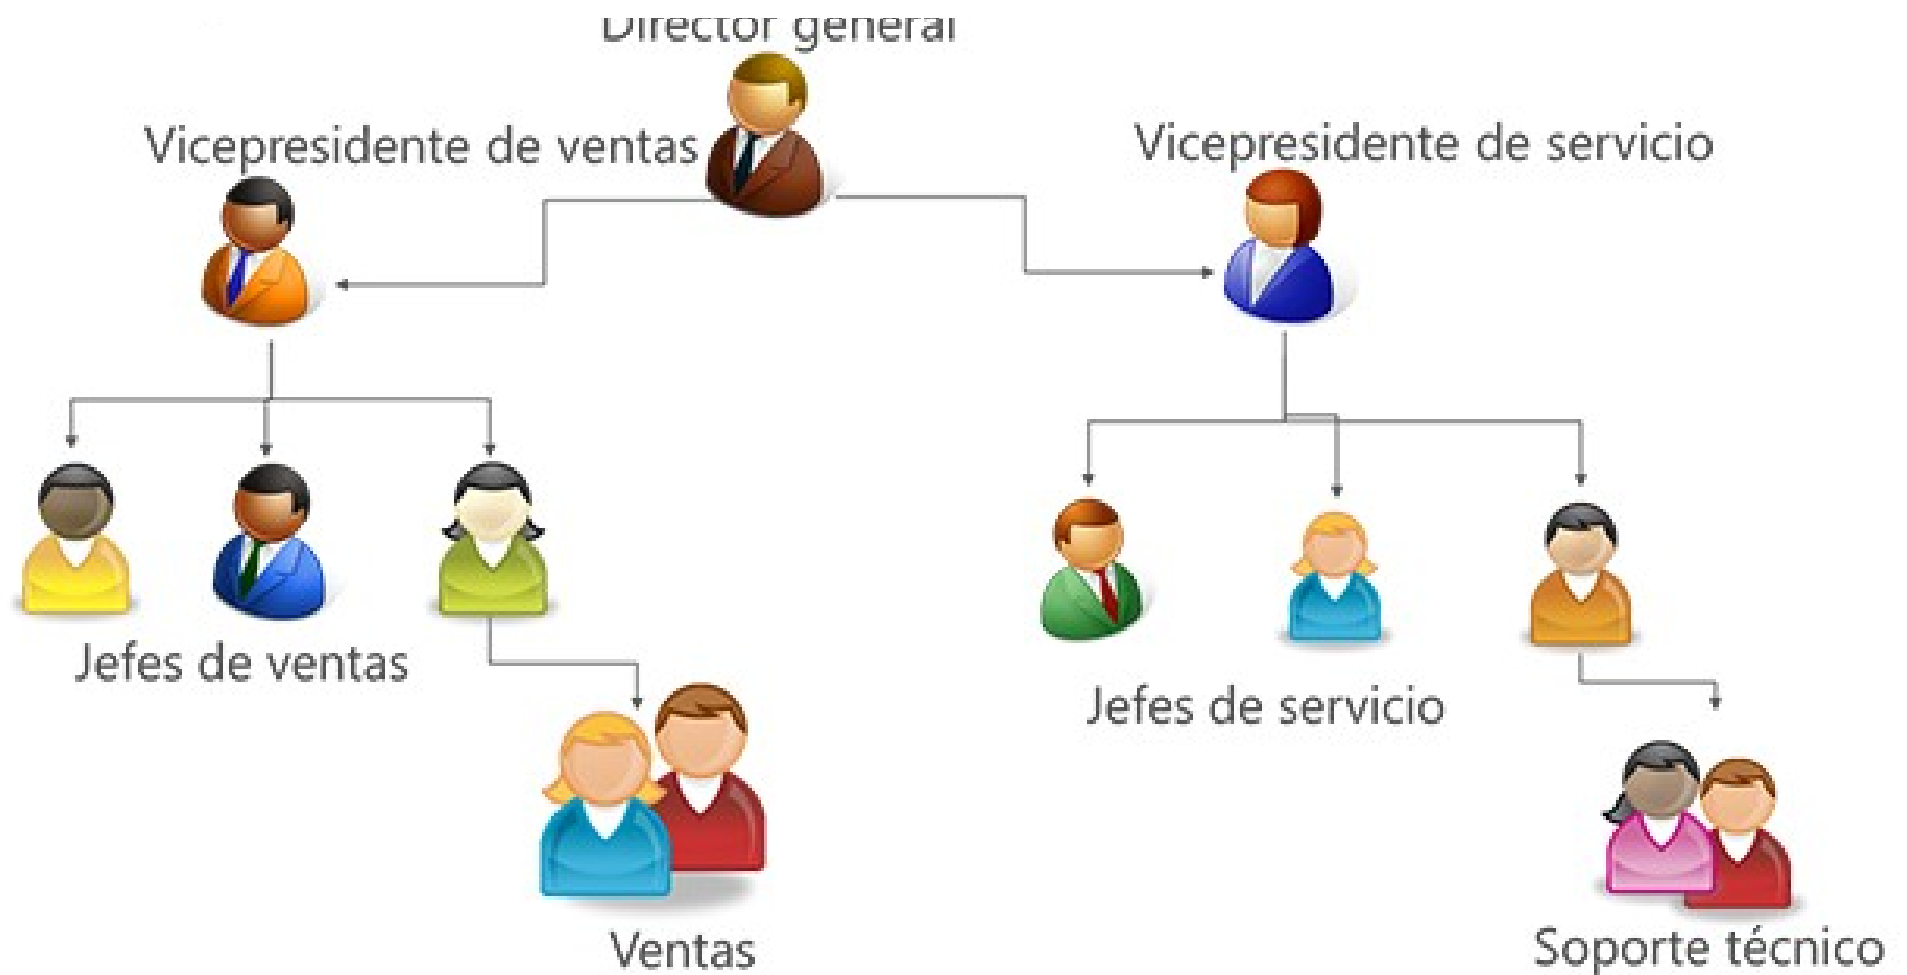 Director general
Vicepresidente de ventas
Vicepresidente de servicio
Jefes de ventas
Jefes de servicio
Ventas
Soporte técnico